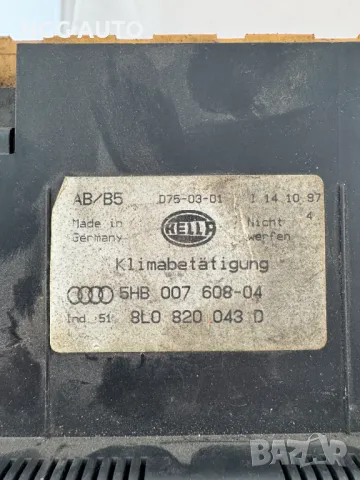 AB/B5 D75-03-01 I 14.10.97
Made in Germany
HELLA
Nicht werfen
4
Klimabetätigung
5HB 007 608-04
Ind. 51 8L0 820 043 D
bazar